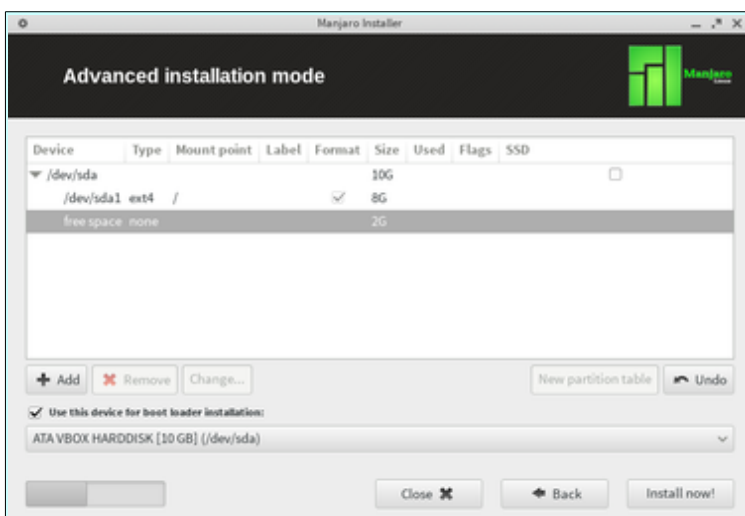 Manjaro Installer
Advanced installation mode
Manjaro
Device Type Mount point Label Format Size Used Flags SSD
/dev/sda 10G
/dev/sda1 ext4 / 8G
free space none 2G
Add Remove Change... New partition table Undo
Use this device for boot loader installation:
ATA VBOX HARDDISK [10 GB] (/dev/sda)
Close Back Install now!